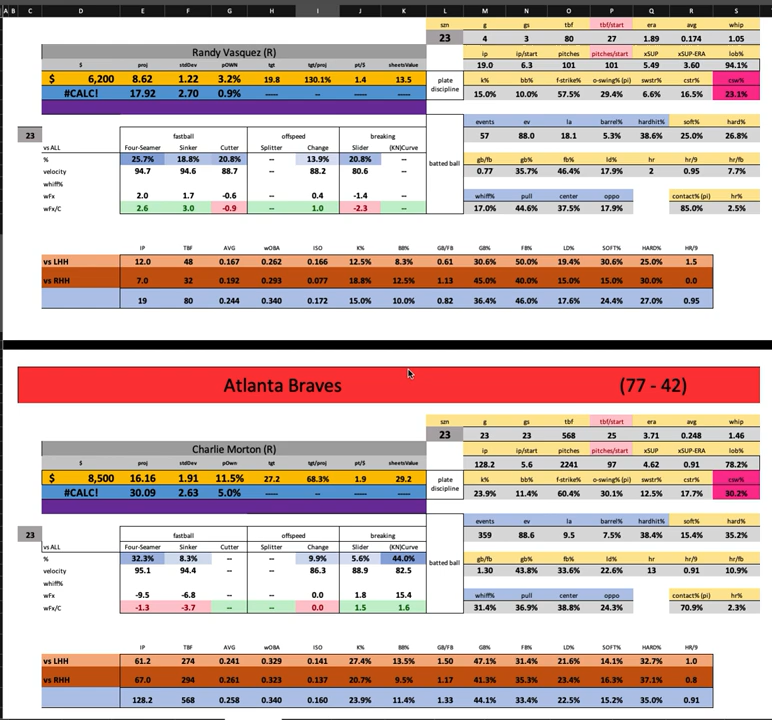 A B C D E F G H I J K L M N O P Q R S
szn g gs tbf tbf/start era avg whip
23 4 3 80 27 1.89 0.174 1.05
Randy Vasquez (R)
ip ip/start pitches pitches/start xSUP xSUP-ERA lob%
19.0 6.3 101 101 5.49 3.60 94.1%
$ proj stdDev pOWN tgt tgt/proj pt/$ sheetsValue
$ 6,200 8.62 1.22 3.2% 19.8 130.1% 1.4 13.5
plate discipline
k% bb% f-strike% o-swing% (pi) swstr% cstr% csw%
#CALC! 17.92 2.70 0.9% ----- -- ----- -----
15.0% 10.0% 57.5% 29.4% 6.6% 16.5% 23.1%
events ev la barrel% hardhit% soft% hard%
23 fastball offspeed breaking
57 88.0 18.1 5.3% 38.6% 25.0% 26.8%
vs ALL Four-Seamer Sinker Cutter Splitter Change Slider (KN)Curve
% 25.7% 18.8% 20.8% -- 13.9% 20.8% --
batted ball
gb/fb gb% fb% ld% hr hr/9 hr/fb
velocity 94.7 94.6 88.7 -- 88.2 80.6 --
0.77 35.7% 46.4% 17.9% 2 0.95 7.7%
whiff% -- --
wFx 2.0 1.7 -0.6 -- 0.4 -1.4 --
whiff% pull center oppo contact% (pi) hr%
wFx/C 2.6 3.0 -0.9 -- 1.0 -2.3 --
17.0% 44.6% 37.5% 17.9% 85.0% 2.5%
IP TBF AVG wOBA ISO K% BB% GB/FB GB% FB% LD% SOFT% HARD% HR/9
vs LHH 12.0 48 0.167 0.262 0.166 12.5% 8.3% 0.61 30.6% 50.0% 19.4% 30.6% 25.0% 1.5
vs RHH 7.0 32 0.192 0.293 0.077 18.8% 12.5% 1.13 45.0% 40.0% 15.0% 15.0% 30.0% 0.0
19 80 0.244 0.340 0.172 15.0% 10.0% 0.82 36.4% 46.0% 17.6% 24.4% 27.0% 0.95
Atlanta Braves (77 - 42)
szn g gs tbf tbf/start era avg whip
23 23 23 568 25 3.71 0.248 1.46
Charlie Morton (R)
ip ip/start pitches pitches/start xSUP xSUP-ERA lob%
128.2 5.6 2241 97 4.62 0.91 78.2%
$ proj stdDev pOwn tgt tgt/proj pt/$ sheetsValue
$ 8,500 16.16 1.91 11.5% 27.2 68.3% 1.9 29.2
plate discipline
k% bb% f-strike% o-swing% (pi) swstr% cstr% csw%
#CALC! 30.09 2.63 5.0% ----- -- ----- -----
23.9% 11.4% 60.4% 30.1% 12.5% 17.7% 30.2%
events ev la barrel% hardhit% soft% hard%
23 fastball offspeed breaking
359 88.6 9.5 7.5% 38.4% 15.4% 35.2%
vs ALL Four-Seamer Sinker Cutter Splitter Change Slider (KN)Curve
% 32.3% 8.3% -- -- 9.9% 5.6% 44.0%
batted ball
gb/fb gb% fb% ld% hr hr/9 hr/fb
velocity 95.1 94.4 -- -- 86.3 88.9 82.5
1.30 43.8% 33.6% 22.6% 13 0.91 10.9%
whiff% -- --
wFx -9.5 -6.8 -- -- 0.0 1.8 15.4
whiff% pull center oppo contact% (pi) hr%
wFx/C -1.3 -3.7 -- -- 0.0 1.5 1.6
31.4% 36.9% 38.8% 24.3% 70.9% 2.3%
IP TBF AVG wOBA ISO K% BB% GB/FB GB% FB% LD% SOFT% HARD% HR/9
vs LHH 61.2 274 0.241 0.329 0.141 27.4% 13.5% 1.50 47.1% 31.4% 21.6% 14.1% 32.7% 1.0
vs RHH 67.0 294 0.261 0.323 0.137 20.7% 9.5% 1.17 41.3% 35.3% 23.4% 16.3% 37.1% 0.8
128.2 568 0.258 0.340 0.160 23.9% 11.4% 1.33 44.1% 33.4% 22.5% 15.2% 35.0% 0.91